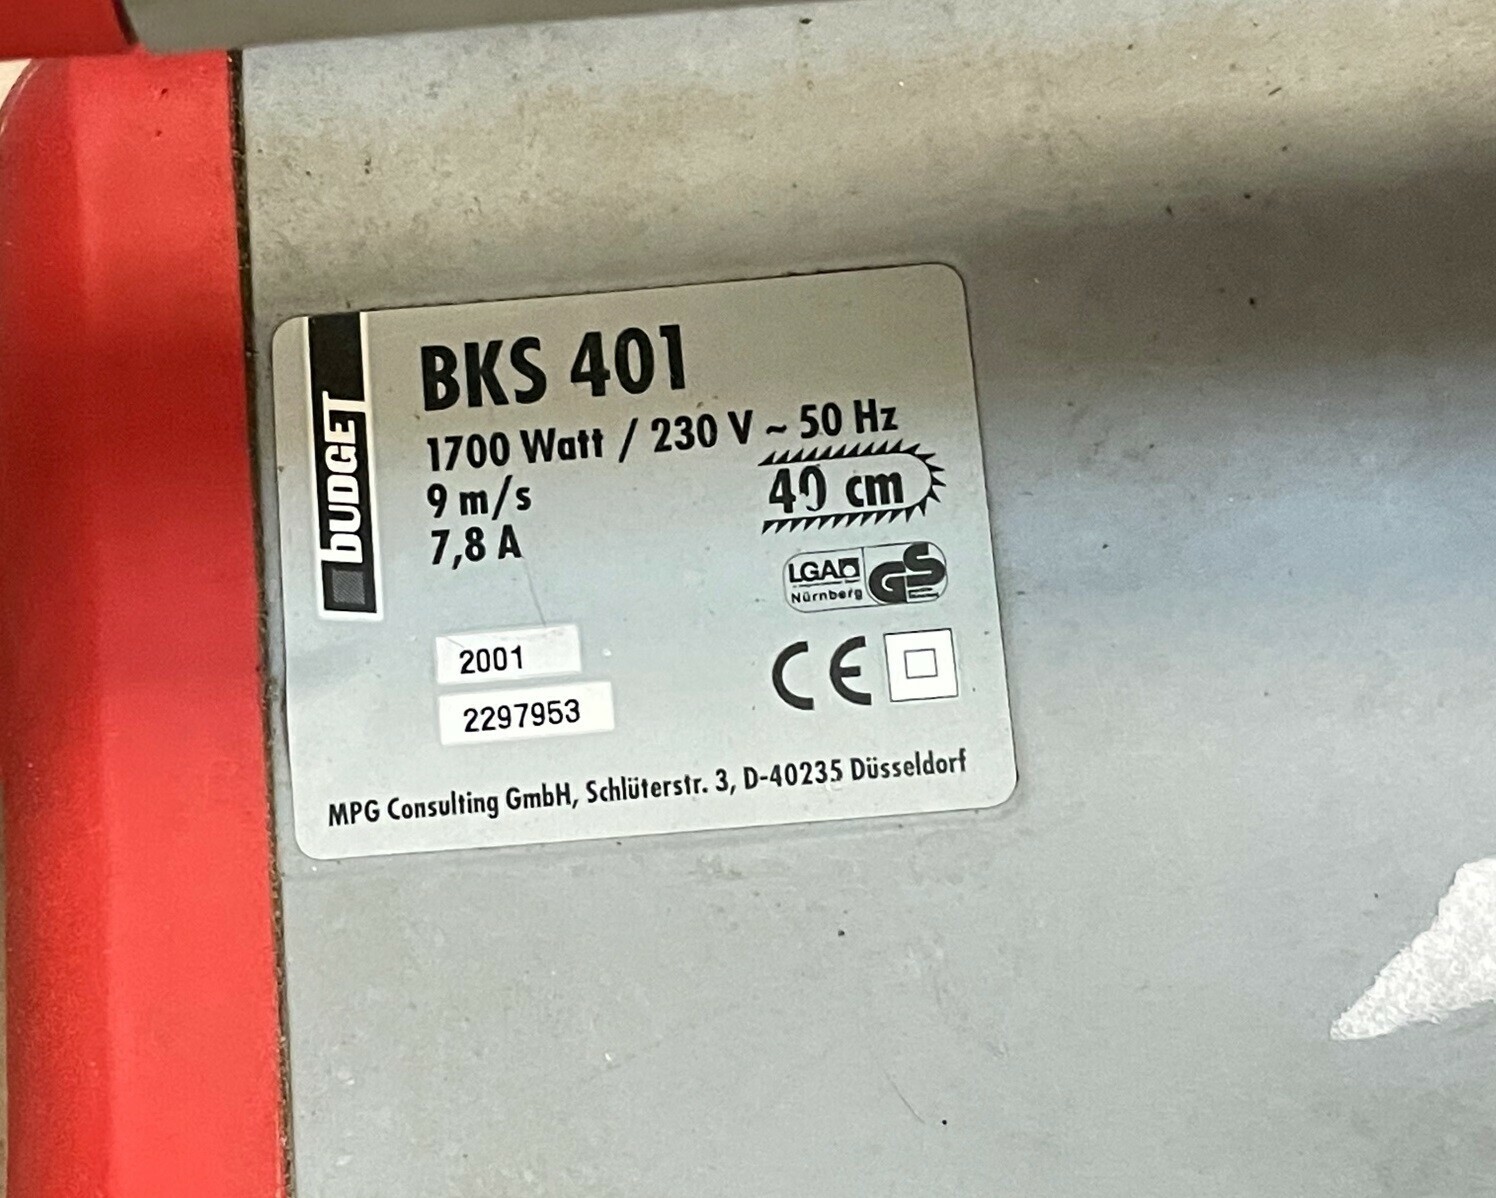 BUDGET
BKS 401
1700 Watt / 230 V ~ 50 Hz
9 m/s
40 cm
7,8 A
LGA
Nürnberg
GS
2001
CE
2297953
MPG Consulting GmbH, Schlüterstr. 3, D-40235 Düsseldorf